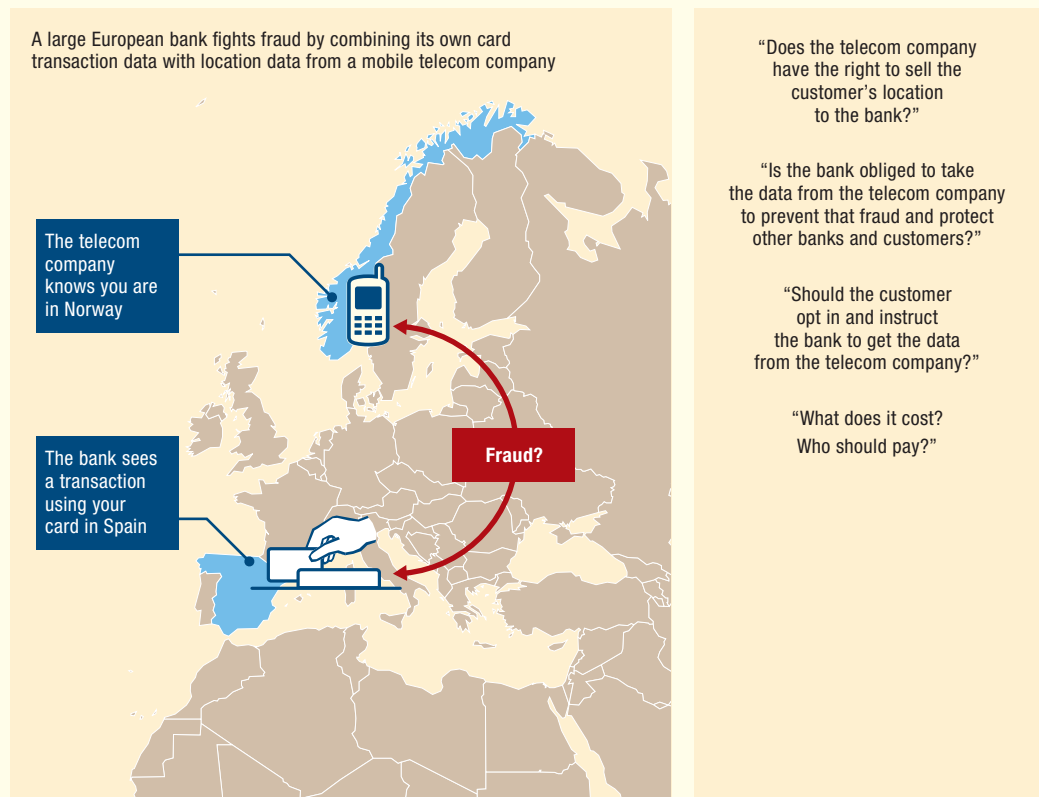 A large European bank fights fraud by combining its own card
transaction data with location data from a mobile telecom company
The telecom
company
knows you are
in Norway
The bank sees
a transaction
using your
card in Spain
Fraud?
“Does the telecom company
have the right to sell the
customer’s location
to the bank?”
“Is the bank obliged to take
the data from the telecom company
to prevent that fraud and protect
other banks and customers?”
“Should the customer
opt in and instruct
the bank to get the data
from the telecom company?”
“What does it cost?
Who should pay?”